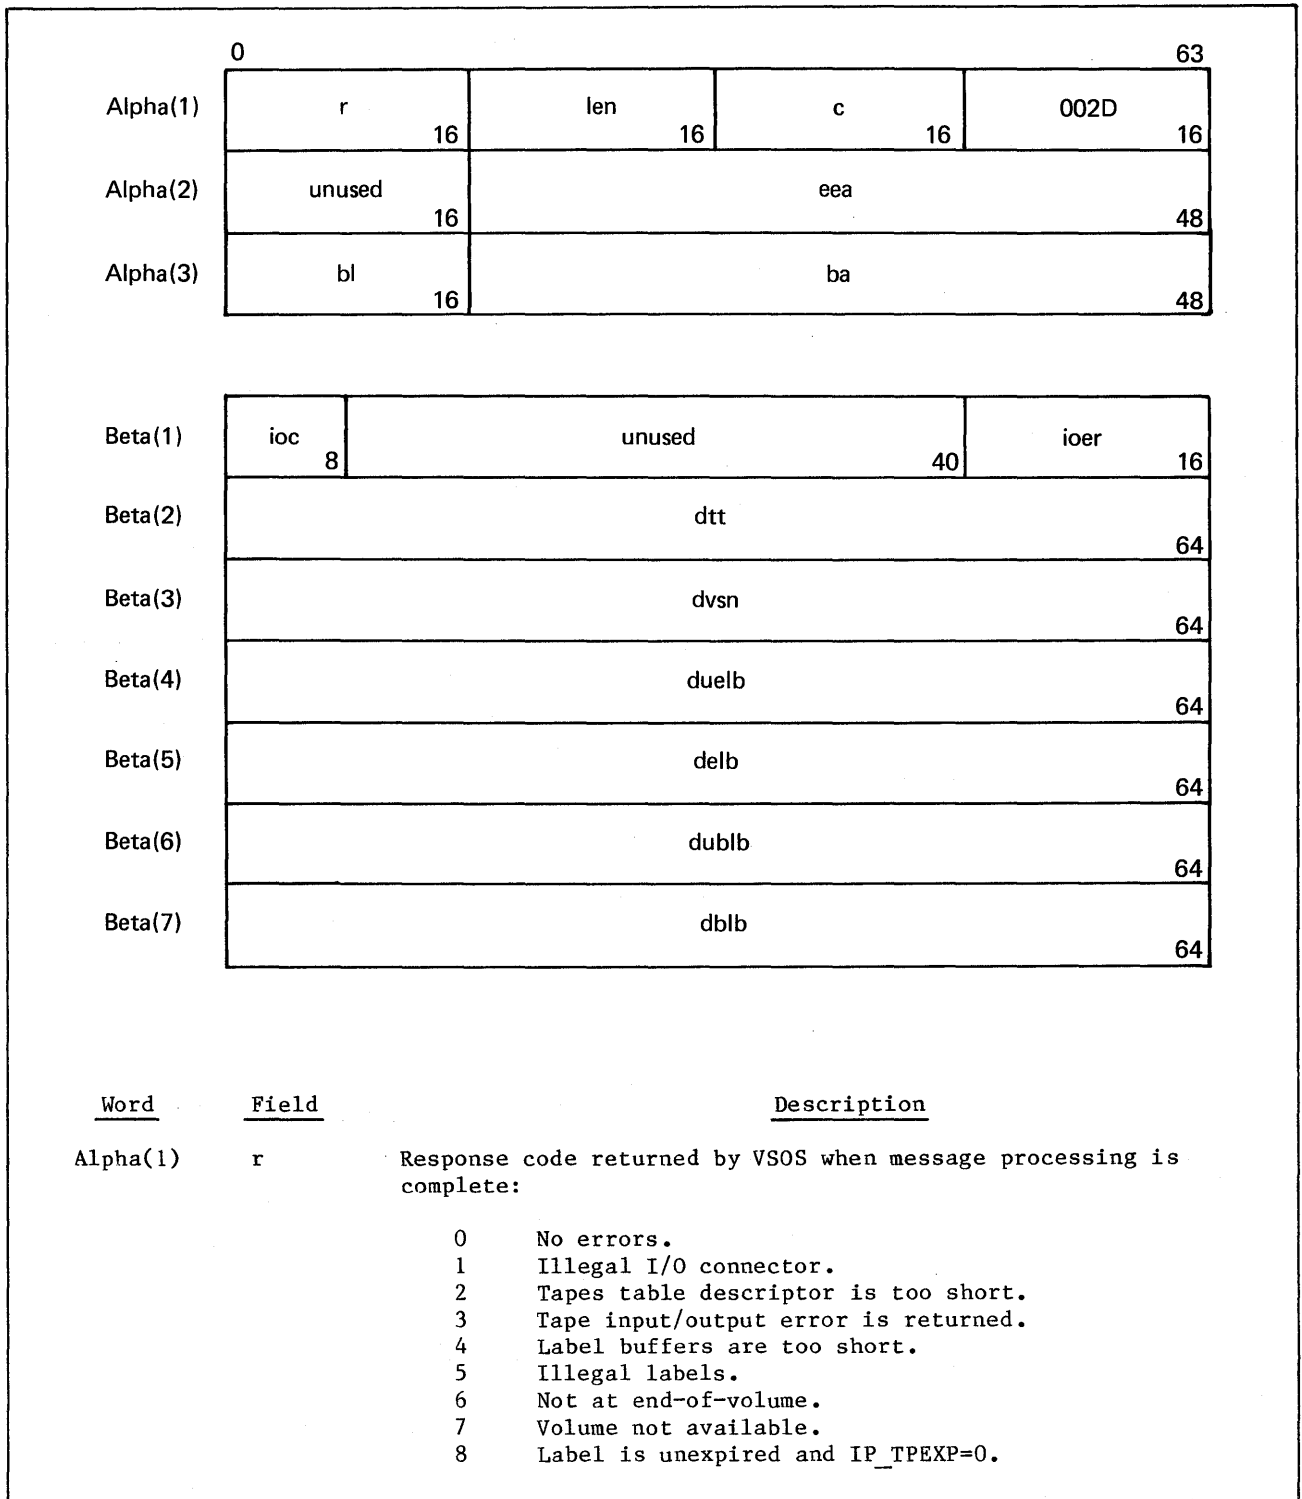 0 63
Alpha(1) r 16 len 16 c 16 002D 16
Alpha(2) unused 16 eea 48
Alpha(3) bl 16 ba 48
Beta(1) ioc 8 unused 40 ioer 16
Beta(2) dtt 64
Beta(3) dvsn 64
Beta(4) duelb 64
Beta(5) delb 64
Beta(6) dublb 64
Beta(7) dblb 64
Word Field Description
Alpha(1) r Response code returned by VSOS when message processing is
complete:
0 No errors.
1 Illegal I/O connector.
2 Tapes table descriptor is too short.
3 Tape input/output error is returned.
4 Label buffers are too short.
5 Illegal labels.
6 Not at end-of-volume.
7 Volume not available.
8 Label is unexpired and IP_TPEXP=0.